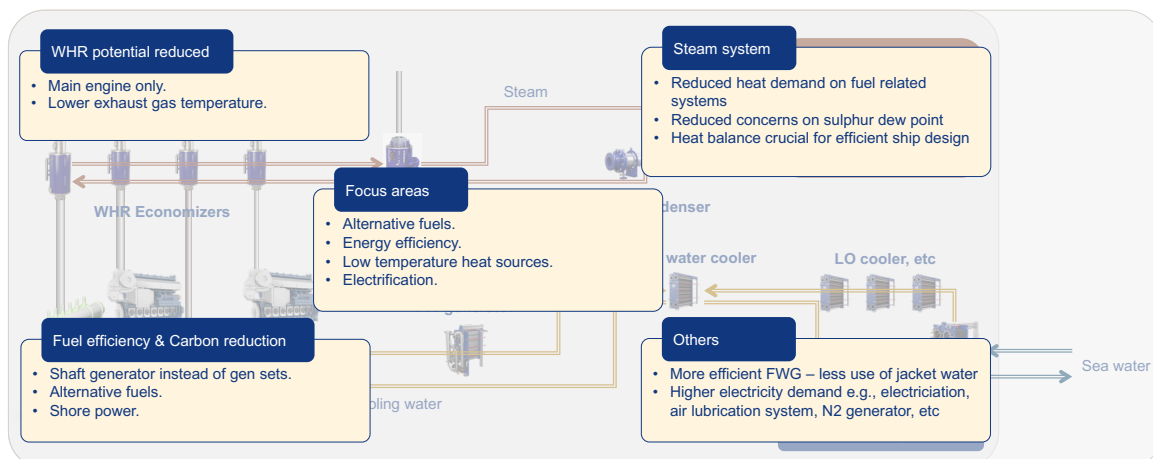 WHR potential reduced
• Main engine only.
• Lower exhaust gas temperature.
Steam
Steam system
• Reduced heat demand on fuel related
systems
• Reduced concerns on sulphur dew point
• Heat balance crucial for efficient ship design
WHR Economizers
Focus areas
• Alternative fuels.
• Energy efficiency.
• Low temperature heat sources.
• Electrification.
denser
water cooler
LO cooler, etc
Fuel efficiency & Carbon reduction
• Shaft generator instead of gen sets.
• Alternative fuels.
• Shore power.
oling water
Others
• More efficient FWG – less use of jacket water
• Higher electricity demand e.g., electriciation,
air lubrication system, N2 generator, etc
Sea water